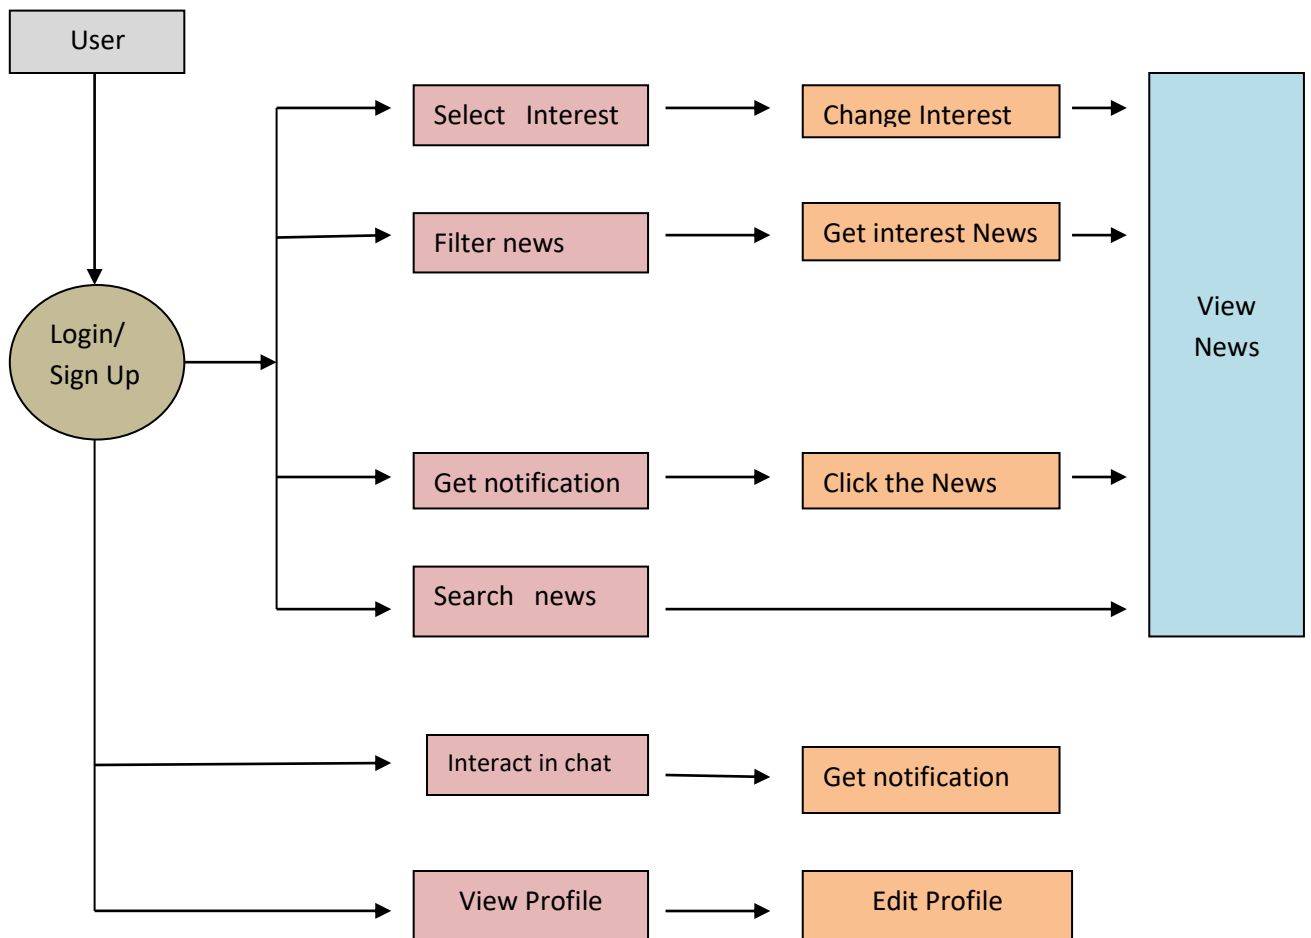 User
Select Interest
Change Interest
Filter news
Get interest News
View
News
Login/
Sign Up
Get notification
Click the News
Search news
Interact in chat
Get notification
View Profile
Edit Profile